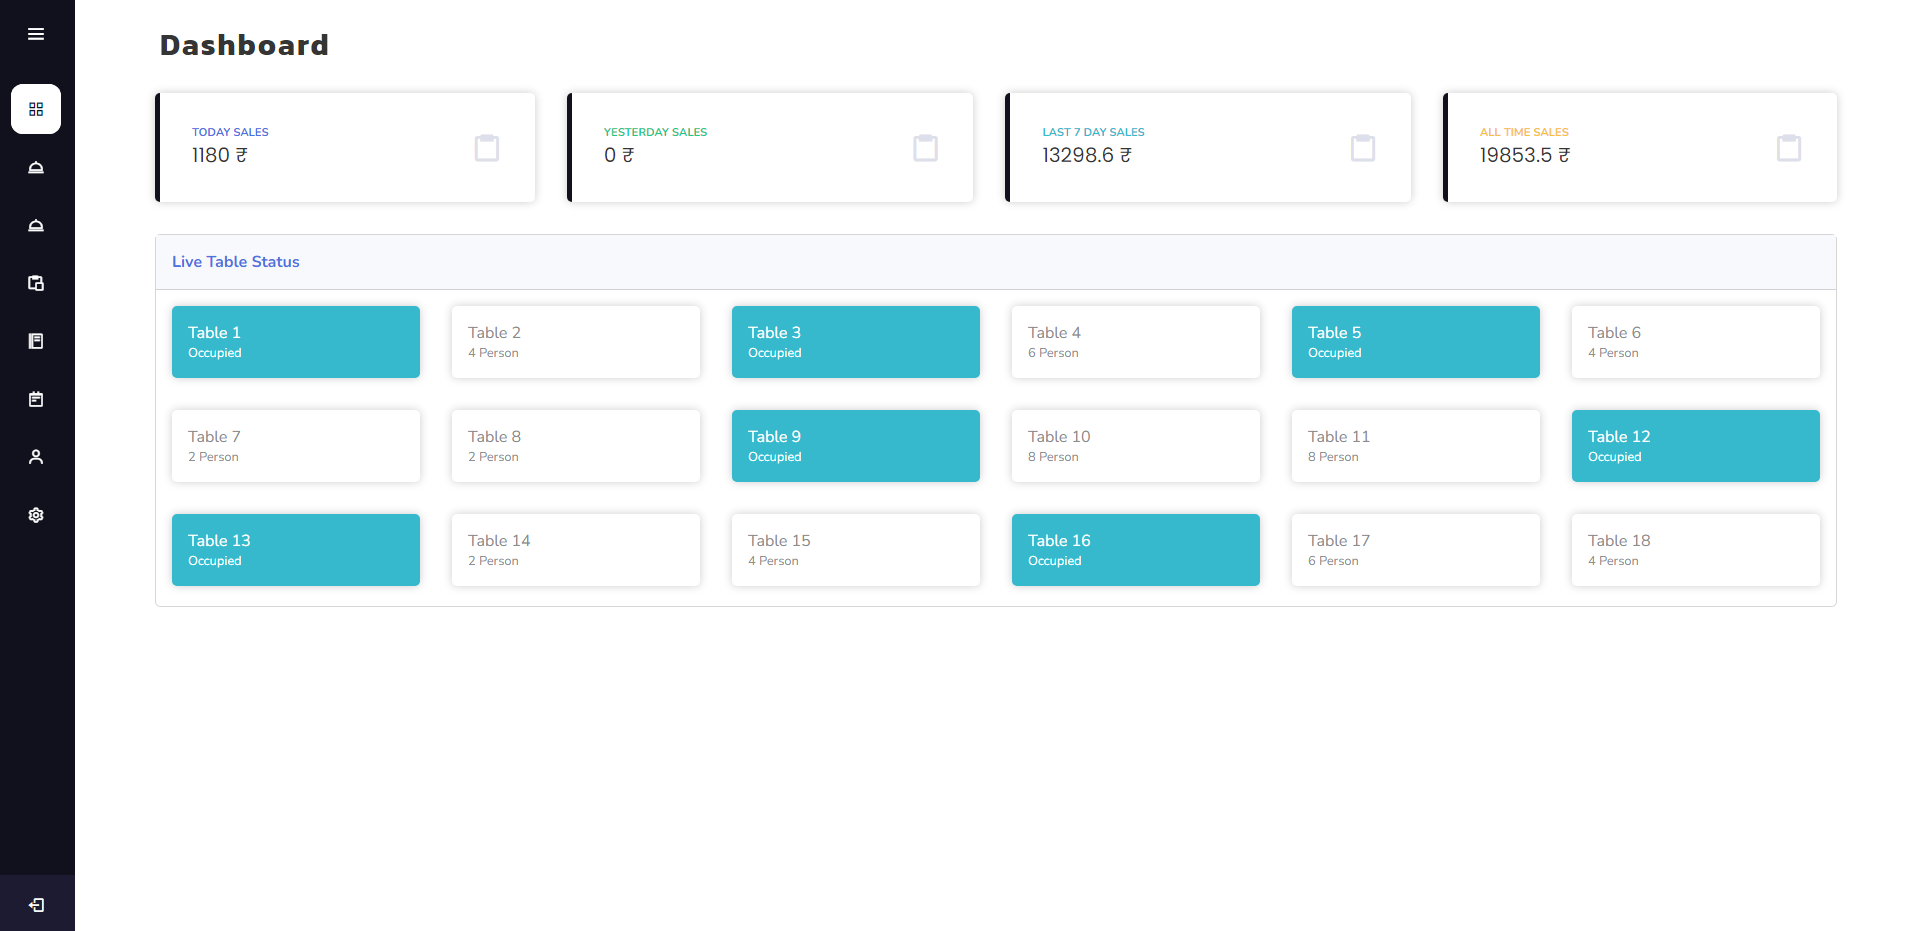 Dashboard
TODAY SALES
1180 ₹
YESTERDAY SALES
0 ₹
LAST 7 DAY SALES
13298.6 ₹
ALL TIME SALES
19853.5 ₹
Live Table Status
Table 1
Occupied
Table 2
4 Person
Table 3
Occupied
Table 4
6 Person
Table 5
Occupied
Table 6
4 Person
Table 7
2 Person
Table 8
2 Person
Table 9
Occupied
Table 10
8 Person
Table 11
8 Person
Table 12
Occupied
Table 13
Occupied
Table 14
2 Person
Table 15
4 Person
Table 16
Occupied
Table 17
6 Person
Table 18
4 Person